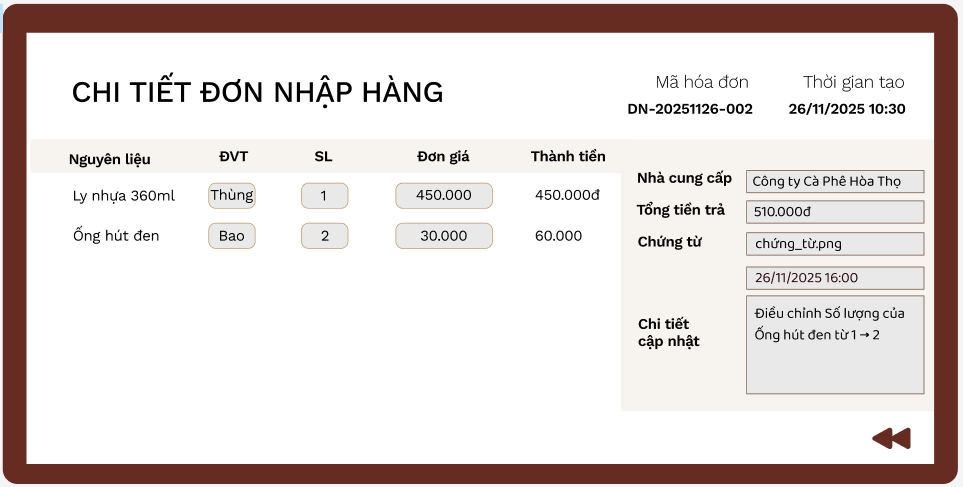 CHI TIẾT ĐƠN NHẬP HÀNG
Mã hóa đơn
Thời gian tạo
DN-20251126-002
26/11/2025 10:30
Nguyên liệu ĐVT SL Đơn giá Thành tiền
Ly nhựa 360ml Thùng 1 450.000 450.000đ
Ống hút đen Bao 2 30.000 60.000
Nhà cung cấp Công ty Cà Phê Hòa Thọ
Tổng tiền trả 510.000đ
Chứng từ chứng_từ.png
26/11/2025 16:00
Chi tiết
cập nhật
Điều chỉnh Số lượng của
Ống hút đen từ 1 → 2